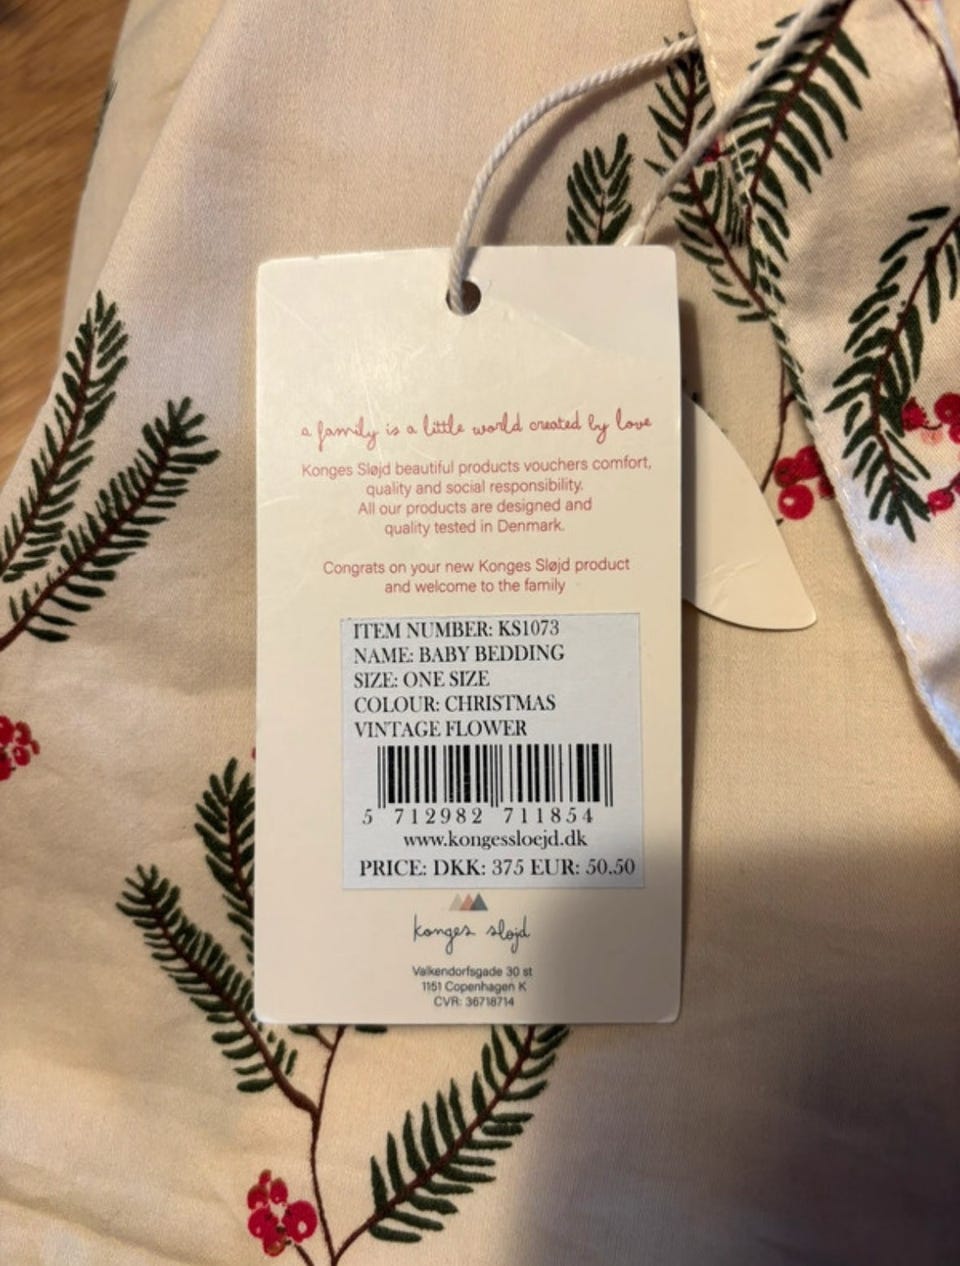 a family is a little world created by love
Konges Sløjd beautiful products vouchers comfort,
quality and social responsibility.
All our products are designed and
quality tested in Denmark.
Congrats on your new Konges Sløjd product
and welcome to the family
ITEM NUMBER: KS1073
NAME: BABY BEDDING
SIZE: ONE SIZE
COLOUR: CHRISTMAS
VINTAGE FLOWER
5 712982 711854
www.kongessloejd.dk
PRICE: DKK: 375 EUR: 50.50
konges sløjd
Valkendorfsgade 30 st
1151 Copenhagen K
CVR: 36718714